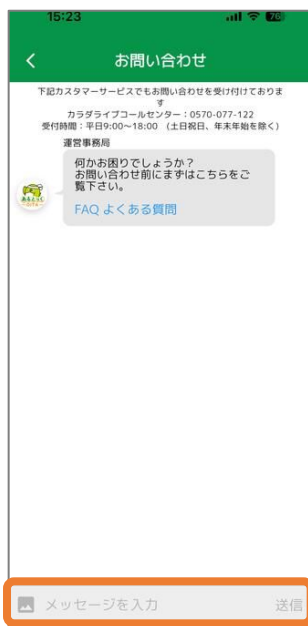 15:23
70
お問い合わせ
下記カスタマーサービスでもお問い合わせを受け付けておりま
す
カラダライブコールセンター：0570-077-122
受付時間：平日9:00〜18:00 （土日祝日、年末年始を除く）
運営事務局
何かお困りでしょうか？
お問い合わせ前にまずはこちらをご
覧下さい。
FAQ よくある質問
メッセージを入力 送信